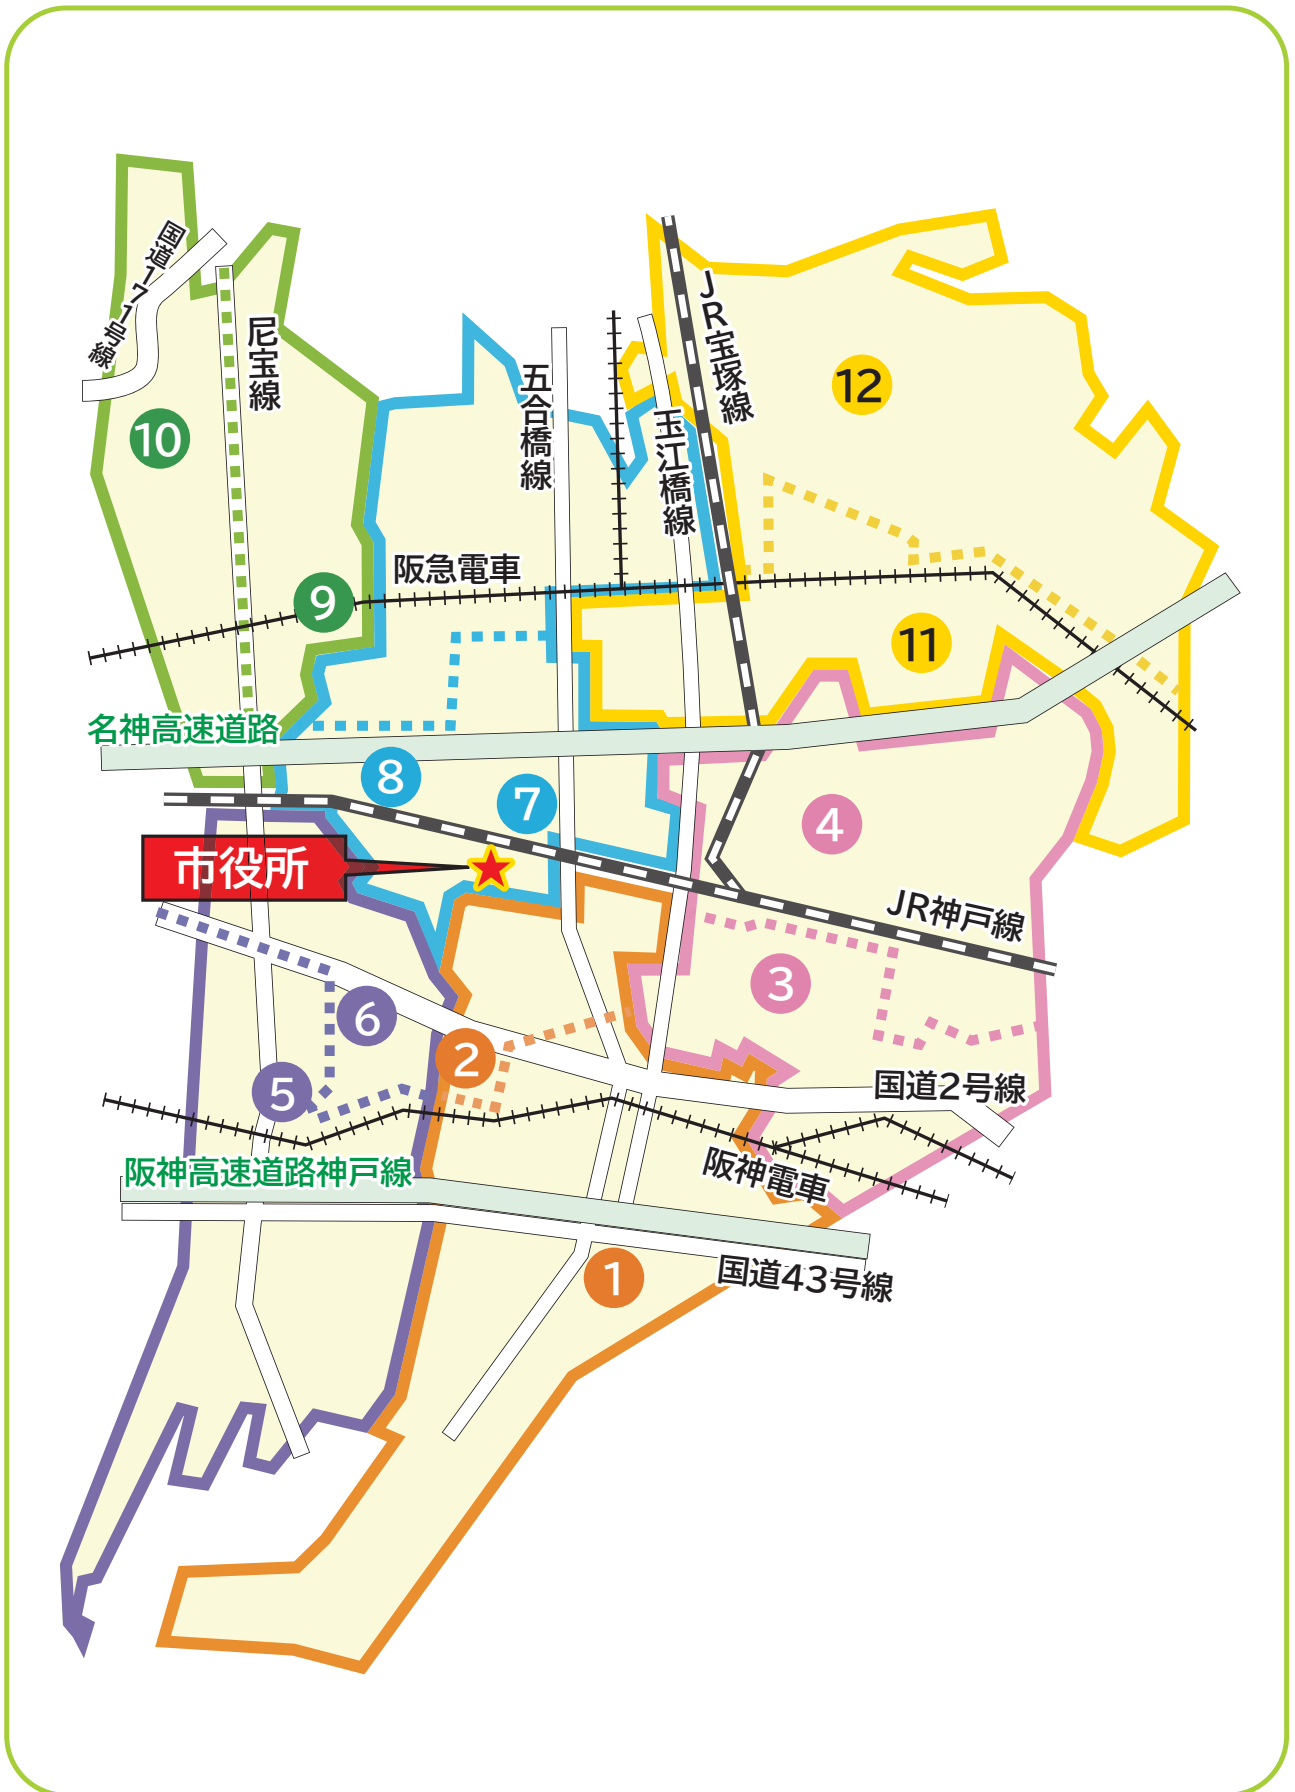 国道171号線
尼宝線
五合橋線
玉江橋線
JR宝塚線
12
10
阪急電車
9
11
名神高速道路
8
7
4
市役所
JR神戸線
3
6
2
5
国道2号線
阪神電車
阪神高速道路神戸線
1
国道43号線